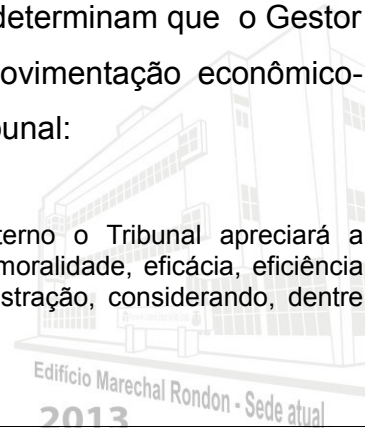 determinam que o Gestor
ovimentação econômico-
bunal:
terno o Tribunal apreciará a
moralidade, eficácia, eficiência
stração, considerando, dentre
Edifício Marechal Rondon - Sede atual
2013